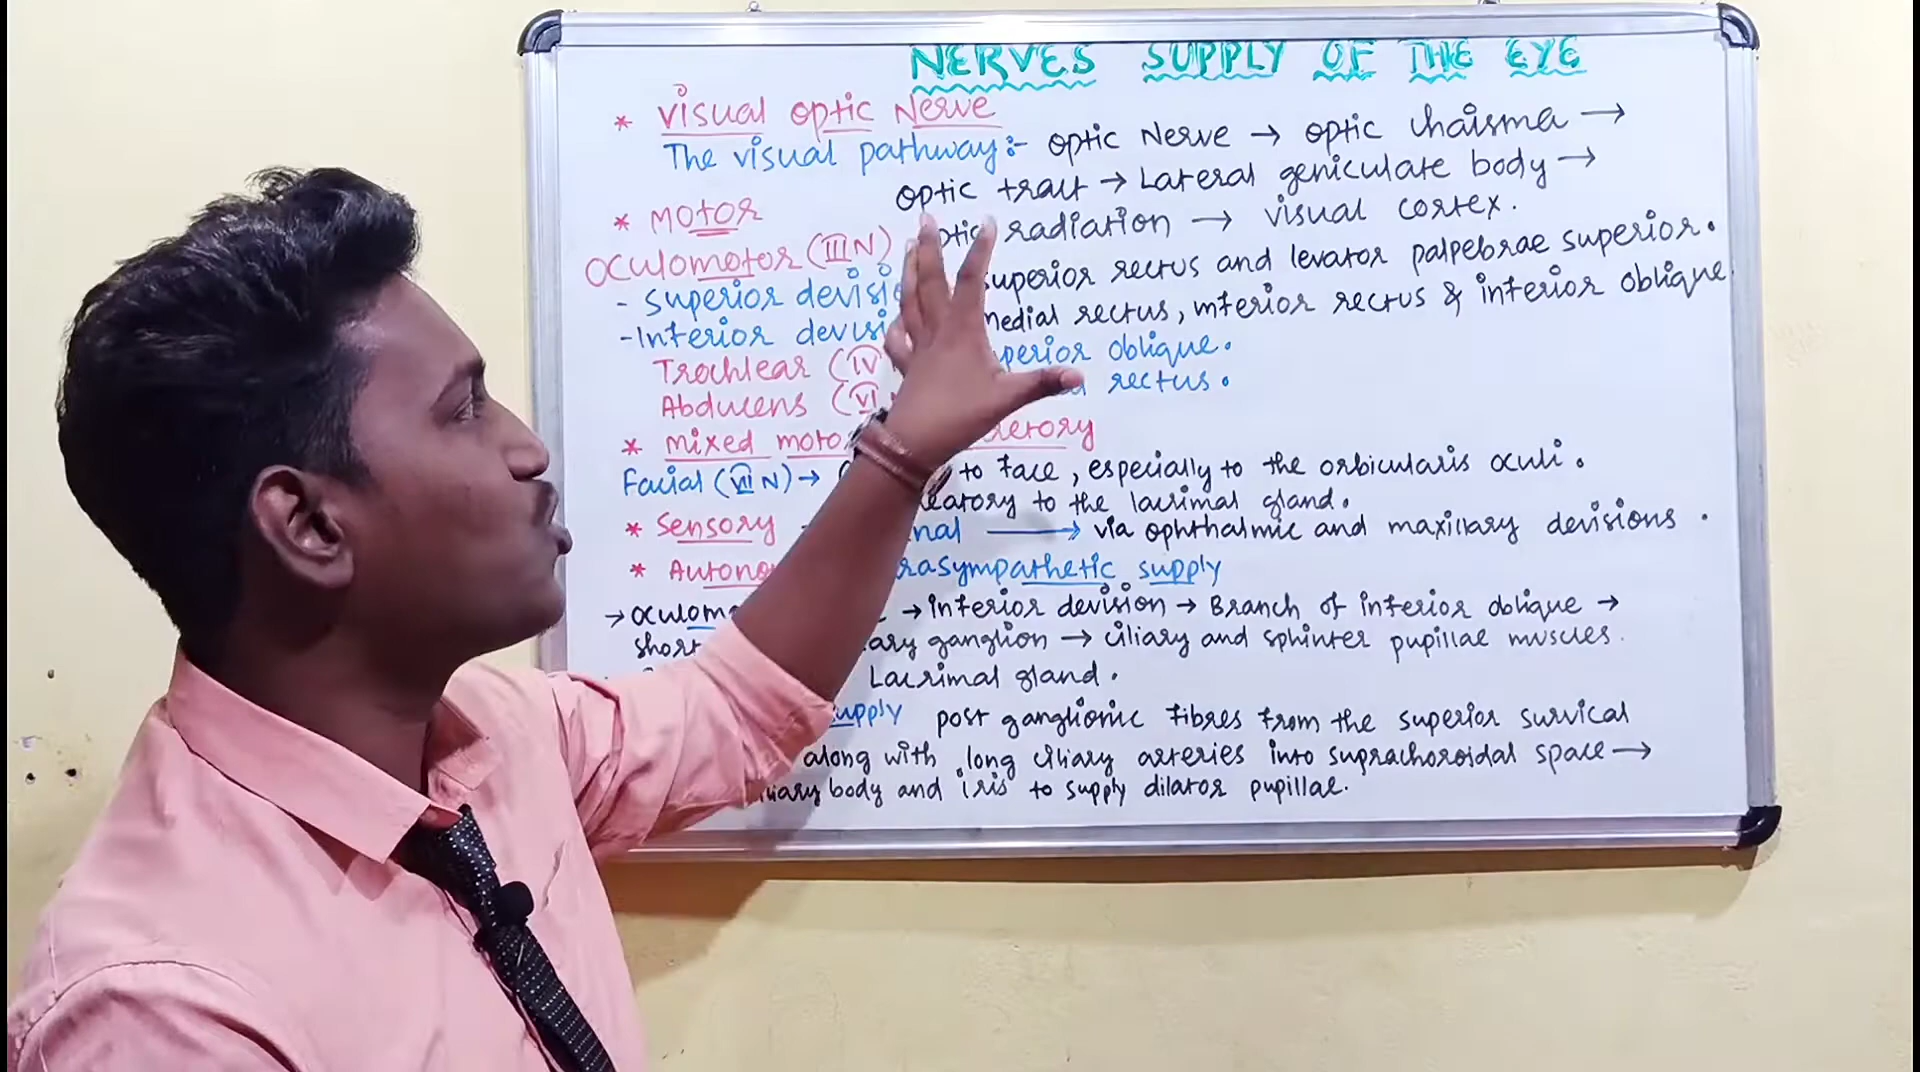 NERVES SUPPLY OF THE EYE
* visual optic Nerve
The visual pathway:- optic Nerve → optic chaisma →
optic tract → Lateral geniculate body →
radiation → visual cortex.
* MOTOR
Oculomotor (III N)
- Superior superior rectus and levator palpebrae superior.
- Inferior medial rectus, inferior rectus & inferior oblique
Trochlear (IV oblique.
Abducens (VI rectus.
* mixed
Facial (VII N) → to face, especially to the orbicularis oculi.
to the lacrimal gland.
* Sensory → via ophthalmic and maxillary devisions.
* supply
→ → inferior devision → Branch of inferior oblique →
short ganglion → ciliary and sphinter pupillae muscles.
Lacrimal gland.
supply post ganglionic fibres from the superior survical
along with long ciliary arteries into suprachoroidal space →
body and iris to supply dilator pupillae.